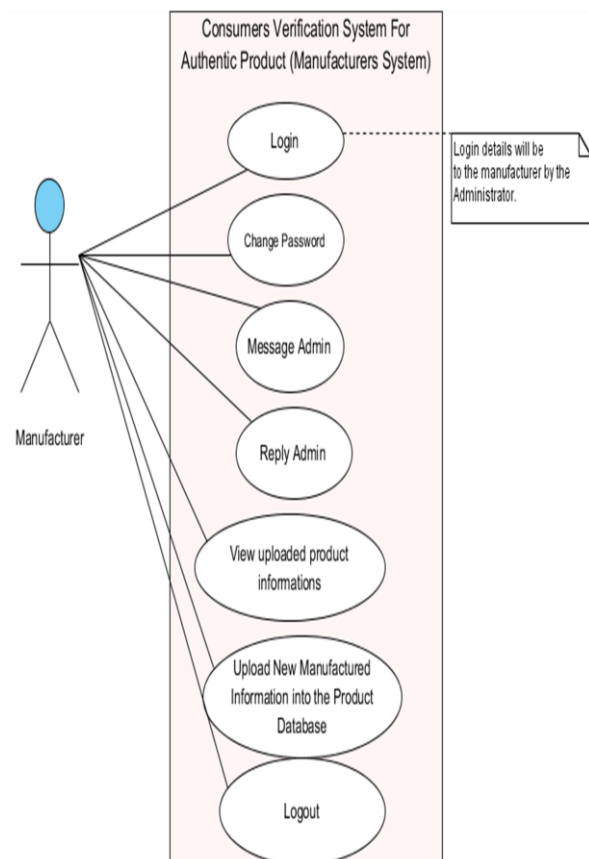 Consumers Verification System For
Authentic Product (Manufacturers System)
Login
Login details will be
to the manufacturer by the
Administrator.
Change Password
Message Admin
Manufacturer
Reply Admin
View uploaded product
informations
Upload New Manufactured
Information into the Product
Database
Logout